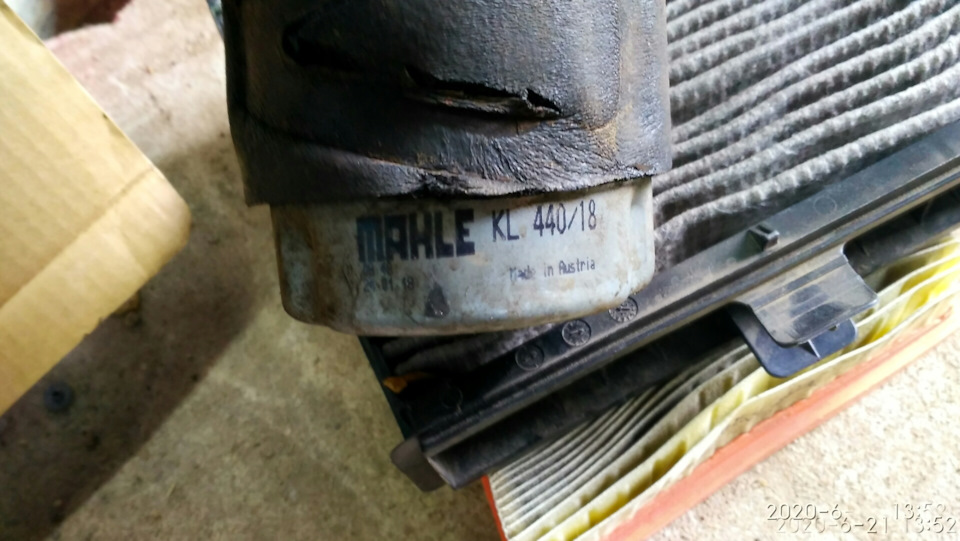 MAHLE KL 440/18
Made in Austria
2020-6-21 13:52